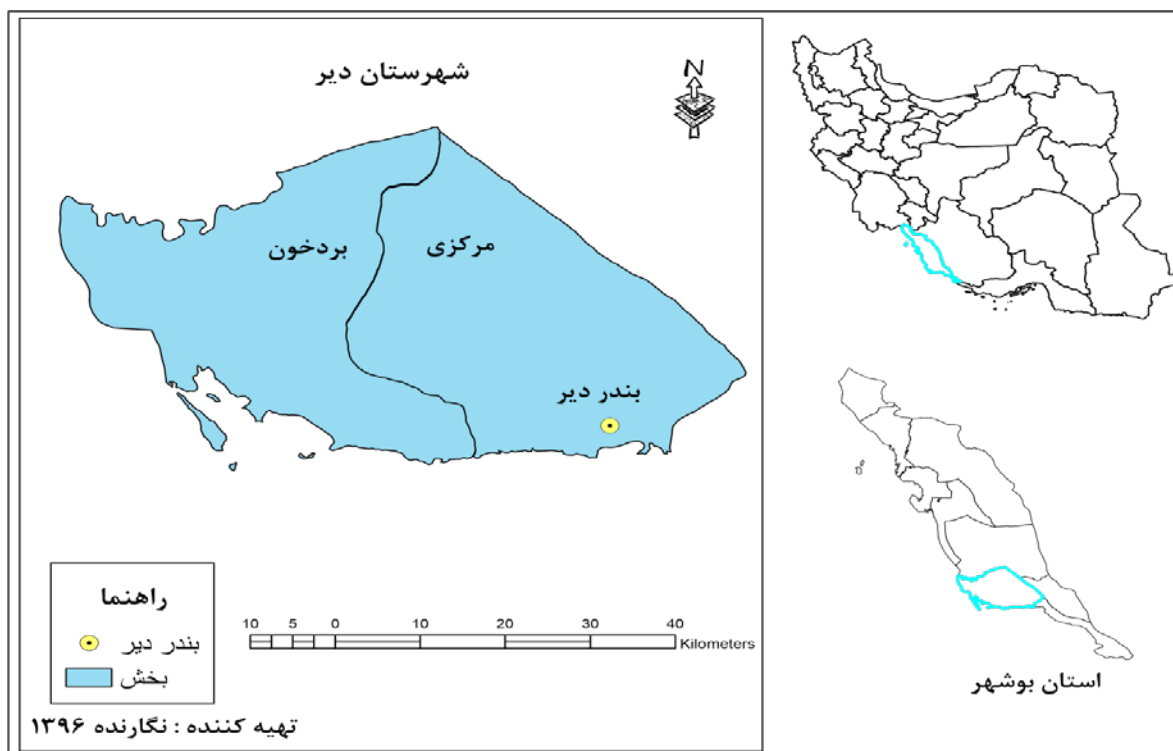 شهرستان دیر
N
بردخون
مرکزی
بندر دیر
راهنما
بندر دیر
بخش
10 5 0 10 20 30 40
Kilometers
تهیه کننده : نگارنده ۱۳۹۶
استان بوشهر